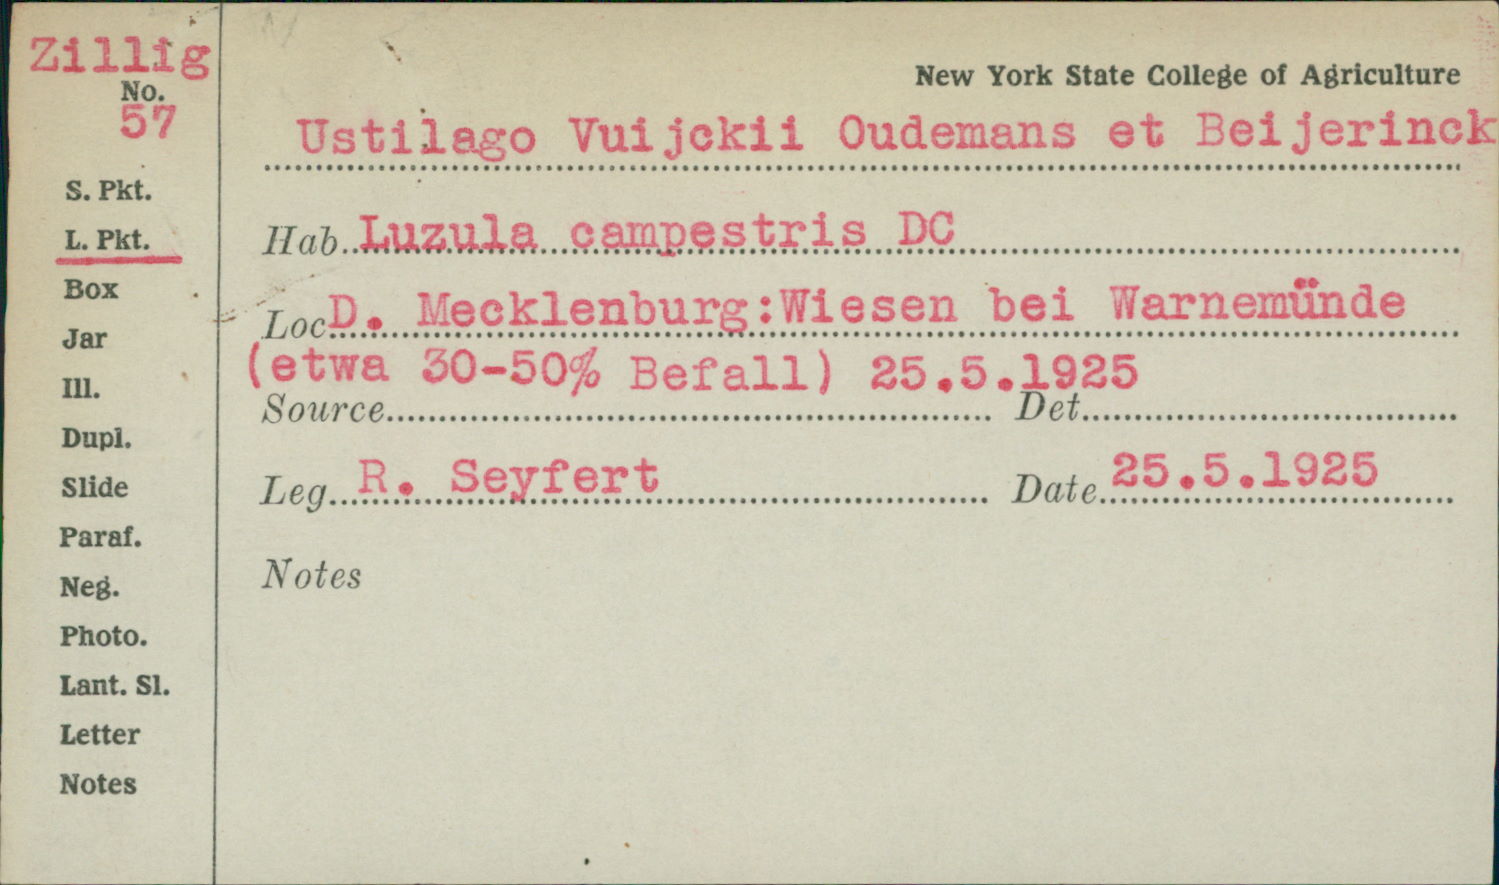 Zillig
No.
57
S. Pkt.
L. Pkt.
Box
Jar
Ill.
Dupl.
Slide
Paraf.
Neg.
Photo.
Lant. Sl.
Letter
Notes
New York State College of Agriculture
Ustilago Vuijckii Oudemans et Beijerinck
Hab. Luzula campestris DC
Loc D. Mecklenburg:Wiesen bei Warnemünde
(etwa 30-50% Befall) 25.5.1925
Source Det.
Leg. R. Seyfert Date 25.5.1925
Notes